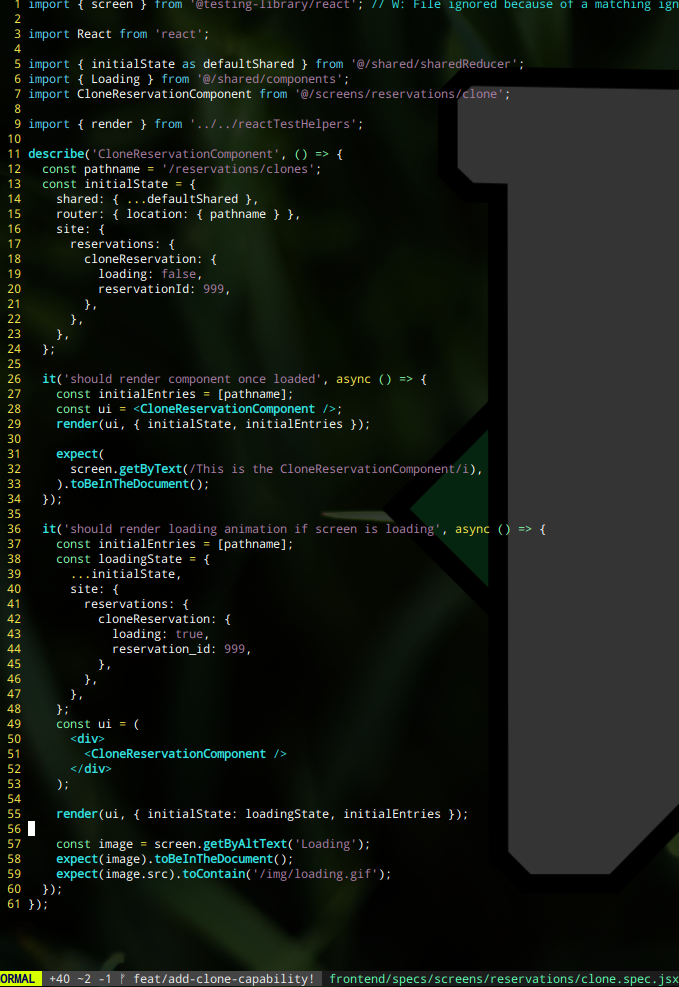 1 import { screen } from '@testing-library/react'; // W: File ignored because of a matching ign
2
3 import React from 'react';
4
5 import { initialState as defaultShared } from '@/shared/sharedReducer';
6 import { Loading } from '@/shared/components';
7 import CloneReservationComponent from '@/screens/reservations/clone';
8
9 import { render } from '../../reactTestHelpers';
10
11 describe('CloneReservationComponent', () => {
12   const pathname = '/reservations/clones';
13   const initialState = {
14     shared: { ...defaultShared },
15     router: { location: { pathname } },
16     site: {
17       reservations: {
18         cloneReservation: {
19           loading: false,
20           reservationId: 999,
21         },
22       },
23     },
24   };
25
26   it('should render component once loaded', async () => {
27     const initialEntries = [pathname];
28     const ui = <CloneReservationComponent />;
29     render(ui, { initialState, initialEntries });
30
31     expect(
32       screen.getByText(/This is the CloneReservationComponent/i),
33     ).toBeInTheDocument();
34   });
35
36   it('should render loading animation if screen is loading', async () => {
37     const initialEntries = [pathname];
38     const loadingState = {
39       ...initialState,
40       site: {
41         reservations: {
42           cloneReservation: {
43             loading: true,
44             reservation_id: 999,
45           },
46         },
47       },
48     };
49     const ui = (
50       <div>
51         <CloneReservationComponent />
52       </div>
53     );
54
55     render(ui, { initialState: loadingState, initialEntries });
56
57     const image = screen.getByAltText('Loading');
58     expect(image).toBeInTheDocument();
59     expect(image.src).toContain('/img/loading.gif');
60   });
61 });
ORMAL +40 ~2 -1 ᚠ feat/add-clone-capability! frontend/specs/screens/reservations/clone.spec.jsx